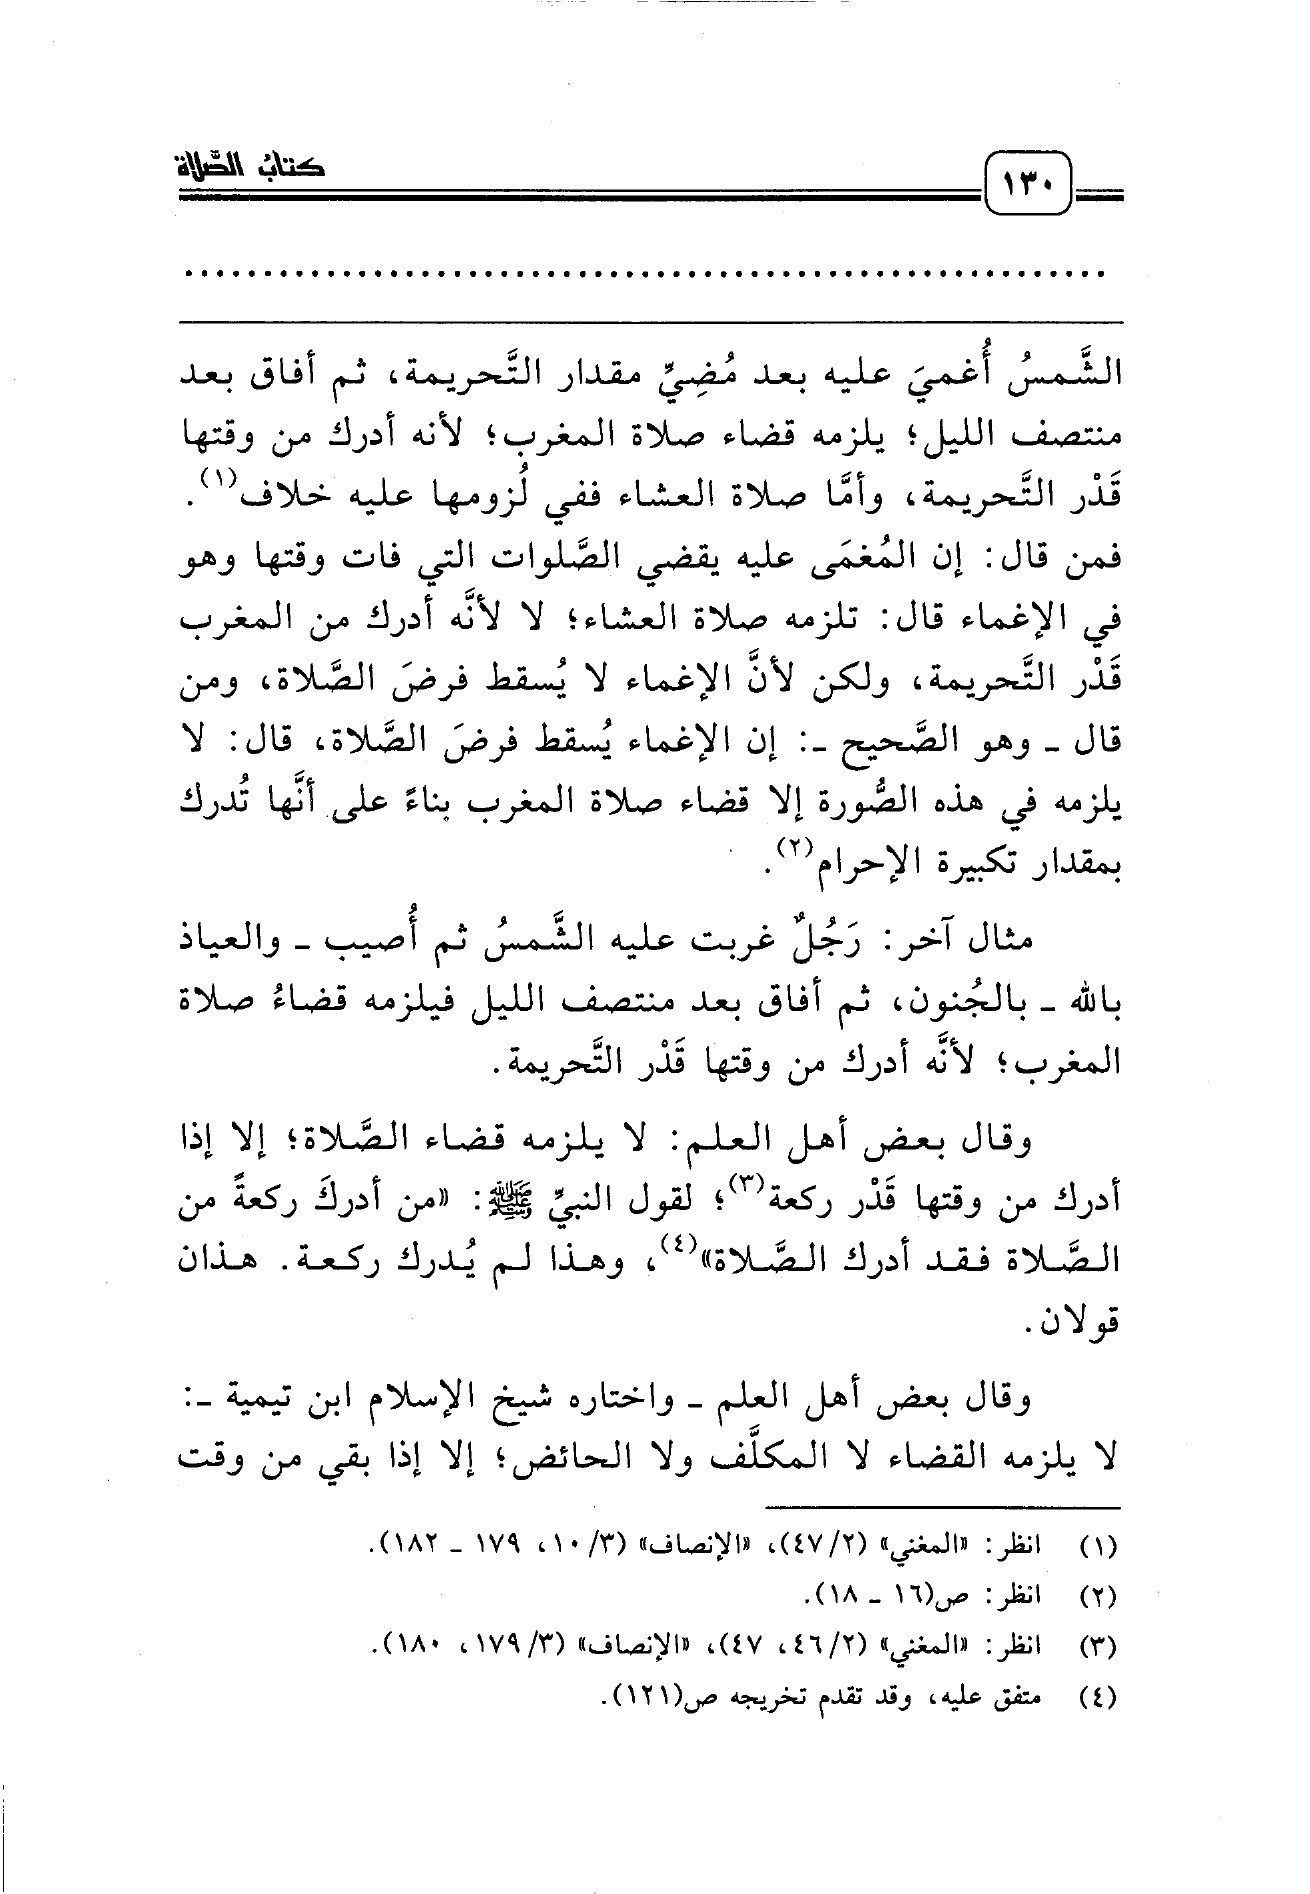 كتاب الصَّلاة
١٣٠
الشَّمسُ أُغميَ عليه بعد مُضِيِّ مقدار التَّحريمة، ثم أفاق بعد
منتصف الليل؛ يلزمه قضاء صلاة المغرب؛ لأنه أدرك من وقتها
قَدْر التَّحريمة، وأمَّا صلاة العشاء ففي لُزومها عليه خلاف(١).
فمن قال: إن المُغمَى عليه يقضي الصَّلوات التي فات وقتها وهو
في الإغماء قال: تلزمه صلاة العشاء؛ لا لأنَّه أدرك من المغرب
قَدْر التَّحريمة، ولكن لأنَّ الإغماء لا يُسقط فرضَ الصَّلاة، ومن
قال ـ وهو الصَّحيح ـ: إن الإغماء يُسقط فرضَ الصَّلاة، قال: لا
يلزمه في هذه الصُّورة إلا قضاء صلاة المغرب بناءً على أنَّها تُدرك
بمقدار تكبيرة الإحرام(٢).
مثال آخر: رَجُلٌ غربت عليه الشَّمسُ ثم أُصيب ـ والعياذ
بالله ـ بالجُنون، ثم أفاق بعد منتصف الليل فيلزمه قضاءُ صلاة
المغرب؛ لأنَّه أدرك من وقتها قَدْر التَّحريمة.
وقال بعض أهل العلم: لا يلزمه قضاء الصَّلاة؛ إلا إذا
أدرك من وقتها قَدْر ركعة(٣)؛ لقول النبيِّ ﷺ: «من أدركَ ركعةً من
الصَّلاة فقد أدرك الصَّلاة»(٤)، وهذا لم يُدرك ركعة. هذان
قولان.
وقال بعض أهل العلم ـ واختاره شيخ الإسلام ابن تيمية ـ:
لا يلزمه القضاء لا المكلَّف ولا الحائض؛ إلا إذا بقي من وقت
(١) انظر: «المغني» (٤٧/٢)، «الإنصاف» (١٠/٣، ١٧٩ ـ ١٨٢).
(٢) انظر: ص(١٦ ـ ١٨).
(٣) انظر: «المغني» (٤٦/٢، ٤٧)، «الإنصاف» (١٧٩/٣، ١٨٠).
(٤) متفق عليه، وقد تقدم تخريجه ص(١٢١).